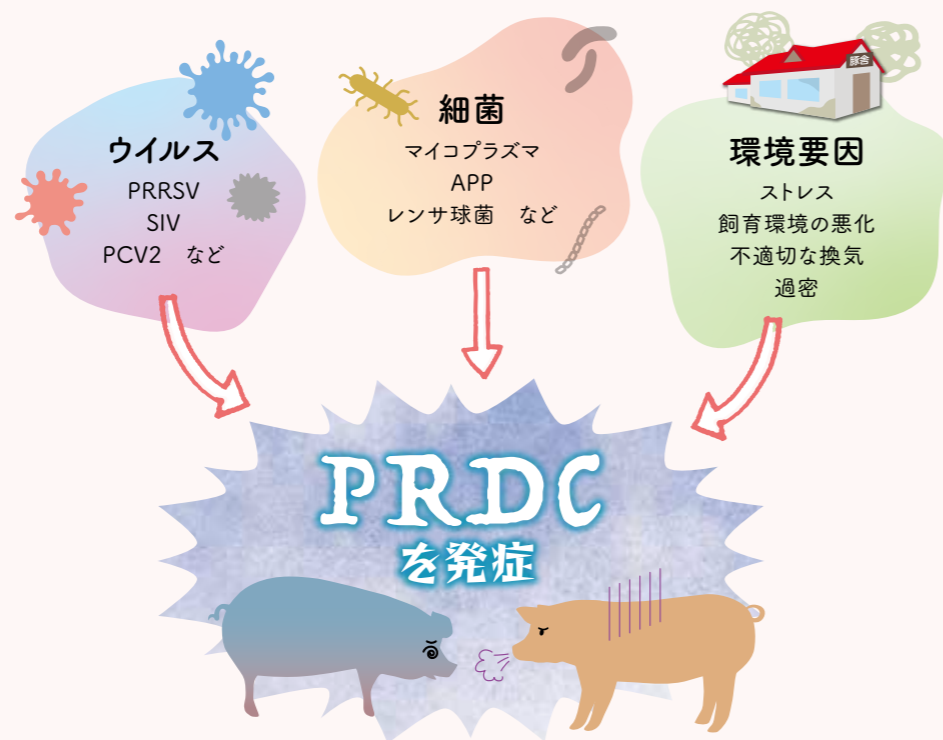 ウイルス
PRRSV
SIV
PCV2　など
細菌
マイコプラズマ
APP
レンサ球菌　など
豚舎
環境要因
ストレス
飼育環境の悪化
不適切な換気
過密
PRDC
を発症